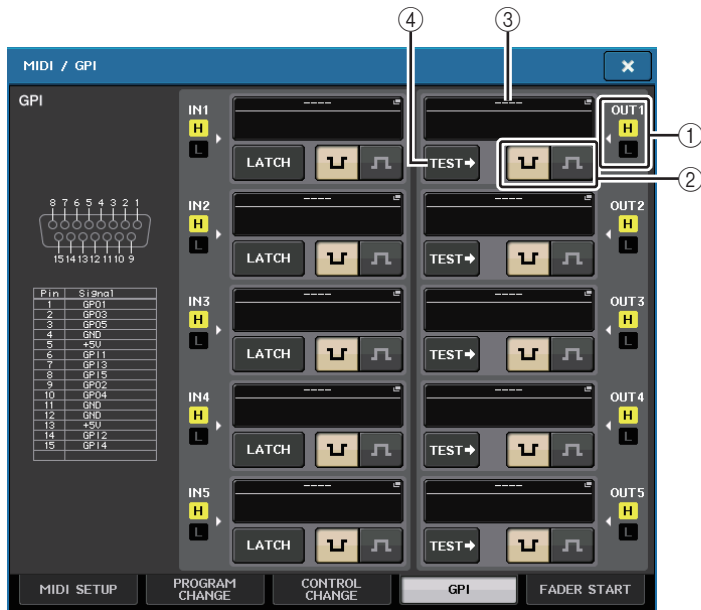 ④ ③
MIDI / GPI ×
GPI
IN1 ---- ---- OUT1
H H ①
L LATCH TEST→ L
②
8 7 6 5 4 3 2 1
15 14 13 12 11 10 9
IN2 ---- ---- OUT2
H H
L LATCH TEST→ L
Pin Signal
1 GPO1
2 GPO3
3 GPO5
4 GND
5 +5V
6 GPI1
7 GPI3
8 GPI5
9 GPO2
10 GPO4
11 GND
12 GND
13 +5V
14 GPI2
15 GPI4
IN3 ---- ---- OUT3
H H
L LATCH TEST→ L
IN4 ---- ---- OUT4
H H
L LATCH TEST→ L
IN5 ---- ---- OUT5
H H
L LATCH TEST→ L
MIDI SETUP
PROGRAM
CHANGE
CONTROL
CHANGE
GPI
FADER START